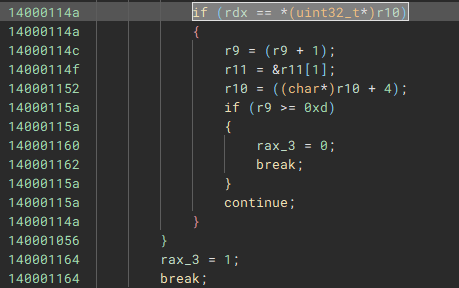 14000114a if (rdx == *(uint32_t*)r10)
14000114a {
14000114c r9 = (r9 + 1);
14000114f r11 = &r11[1];
140001152 r10 = ((char*)r10 + 4);
14000115a if (r9 >= 0xd)
14000115a {
140001160 rax_3 = 0;
140001162 break;
14000115a }
14000115a continue;
14000114a }
140001056 }
140001164 rax_3 = 1;
140001164 break;